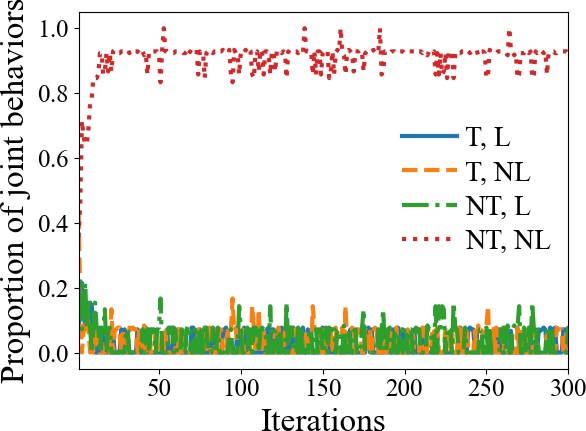 Proportion of joint behaviors
1.0
0.8
0.6
0.4
0.2
0.0
T, L
T, NL
NT, L
NT, NL
50 100 150 200 250 300
Iterations